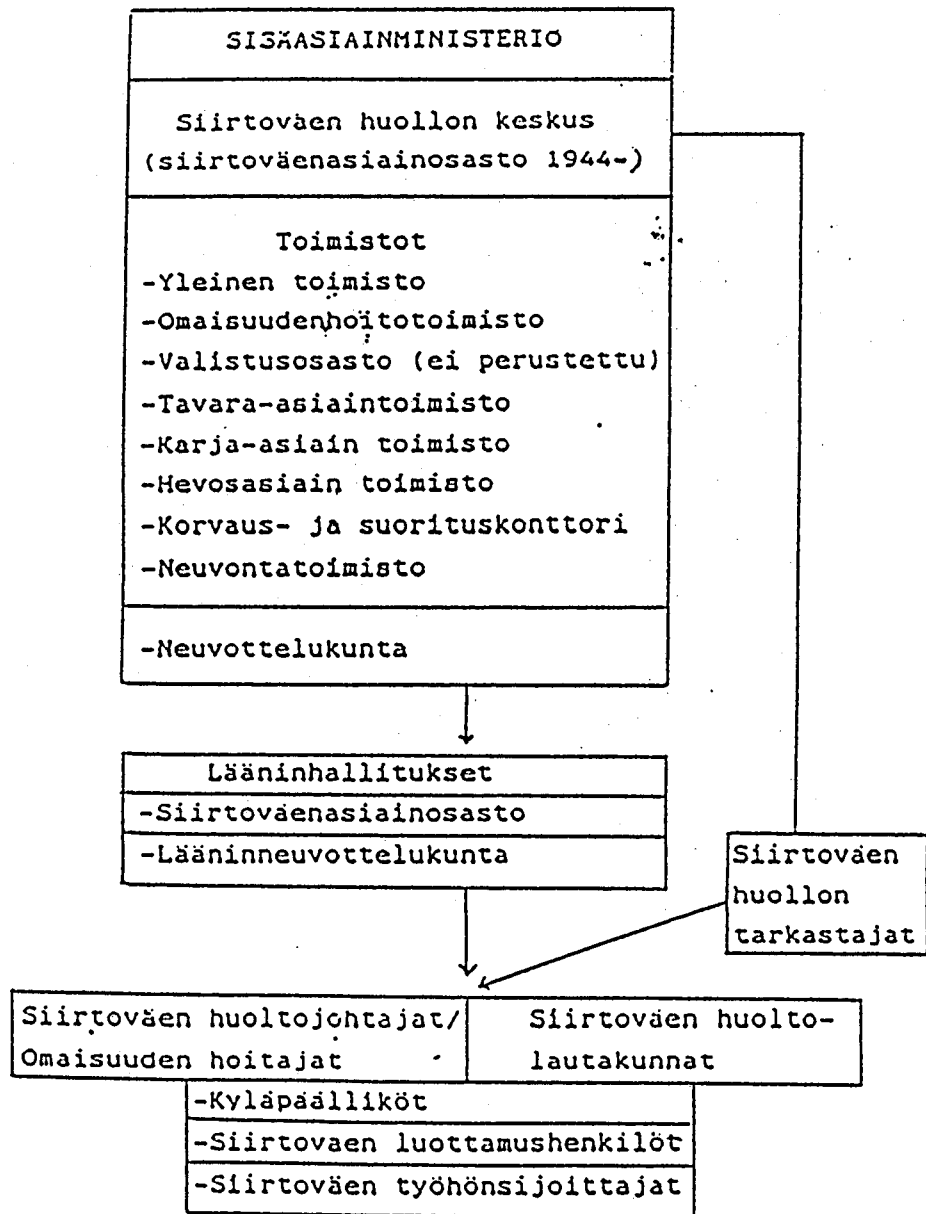 SISÄASIAINMINISTERIÖ
Siirtoväen huollon keskus
(siirtoväenasiainosasto 1944-)
Toimistot
-Yleinen toimisto
-Omaisuudenhoitotoimisto
-Valistusosasto (ei perustettu)
-Tavara-asiaintoimisto
-Karja-asiain toimisto
-Hevosasiain toimisto
-Korvaus- ja suorituskonttori
-Neuvontatoimisto
-Neuvottelukunta
Lääninhallitukset
-Siirtoväenasiainosasto
-Lääninneuvottelukunta
Siirtoväen
huollon
tarkastajat
Siirtoväen huoltojohtajat/
Omaisuuden hoitajat
Siirtoväen huolto-
lautakunnat
-Kyläpäälliköt
-Siirtoväen luottamushenkilöt
-Siirtoväen työhönsijoittajat